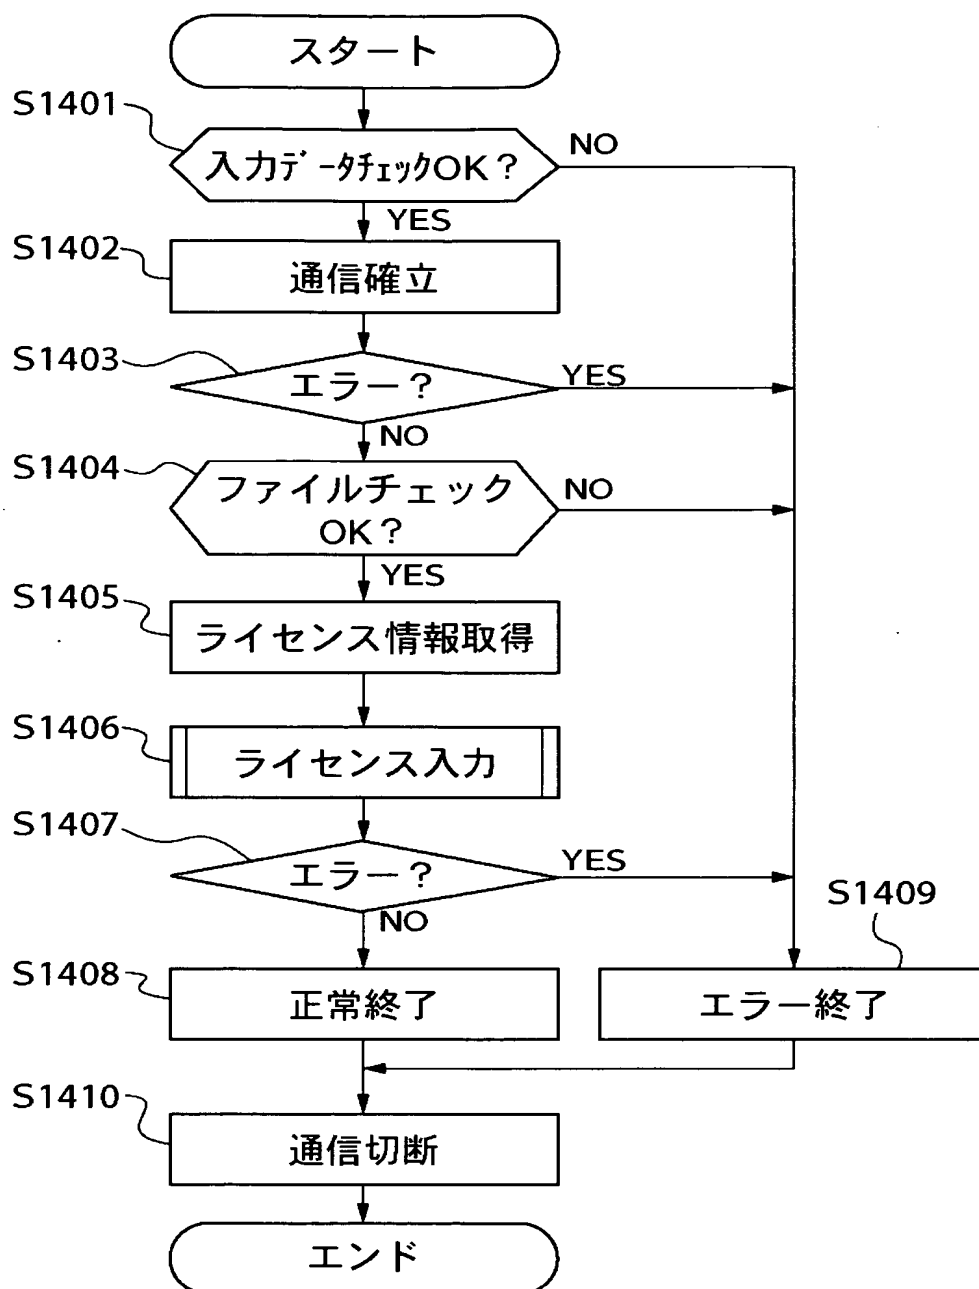 スタート
S1401
入力データチェックOK?
NO
YES
S1402
通信確立
S1403
エラー?
YES
NO
S1404
ファイルチェック
OK?
NO
YES
S1405
ライセンス情報取得
S1406
ライセンス入力
S1407
エラー?
YES
NO
S1409
S1408
正常終了
エラー終了
S1410
通信切断
エンド